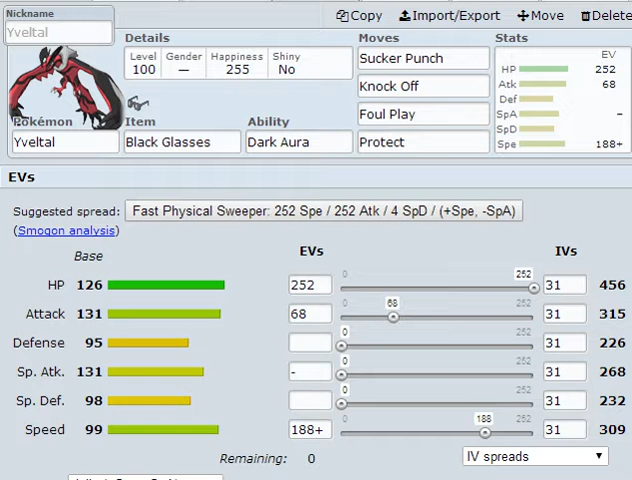 Nickname
Yveltal
Copy Import/Export Move Delete
Details
Level Gender Happiness Shiny
100 — 255 No
Moves
Sucker Punch
Knock Off
Foul Play
Protect
Stats
EV
HP 252
Atk 68
Def
SpA -
SpD
Spe 188+
Pokémon Item Ability
Yveltal Black Glasses Dark Aura
EVs
Suggested spread: Fast Physical Sweeper: 252 Spe / 252 Atk / 4 SpD / (+Spe, -SpA)
(Smogon analysis)
Base EVs IVs
HP 126 252 0 252 31 456
Attack 131 68 0 68 252 31 315
Defense 95 0 252 31 226
Sp. Atk. 131 - 0 252 31 268
Sp. Def. 98 0 252 31 232
Speed 99 188+ 0 188 252 31 309
Remaining: 0 IV spreads